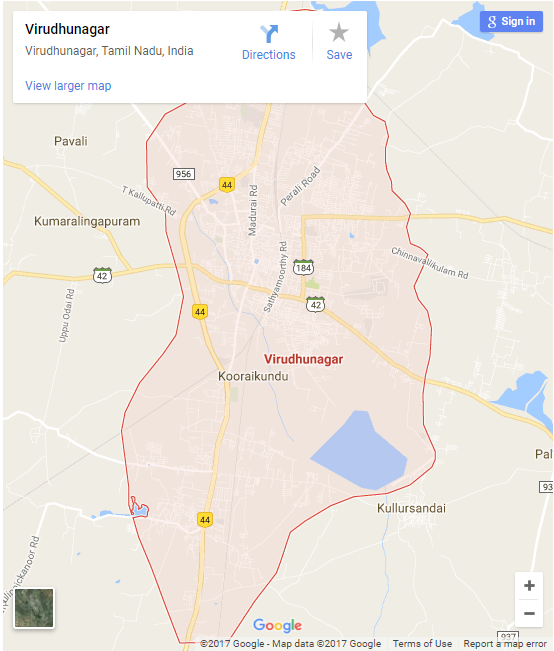 Virudhunagar
Virudhunagar, Tamil Nadu, India
Directions
Save
View larger map
8 Sign in
Pavali
956
44
T Kallupatti Rd
Madurai Rd
Perali Road
Kumaralingapuram
Sathyamoorthy Rd
Chinnavallikulam Rd
42
184
Uppu Odai Rd
44
42
Virudhunagar
Kooraikundu
Pal
93
Kullursandai
44
Google
937
©2017 Google - Map data ©2017 Google
Terms of Use
Report a map error